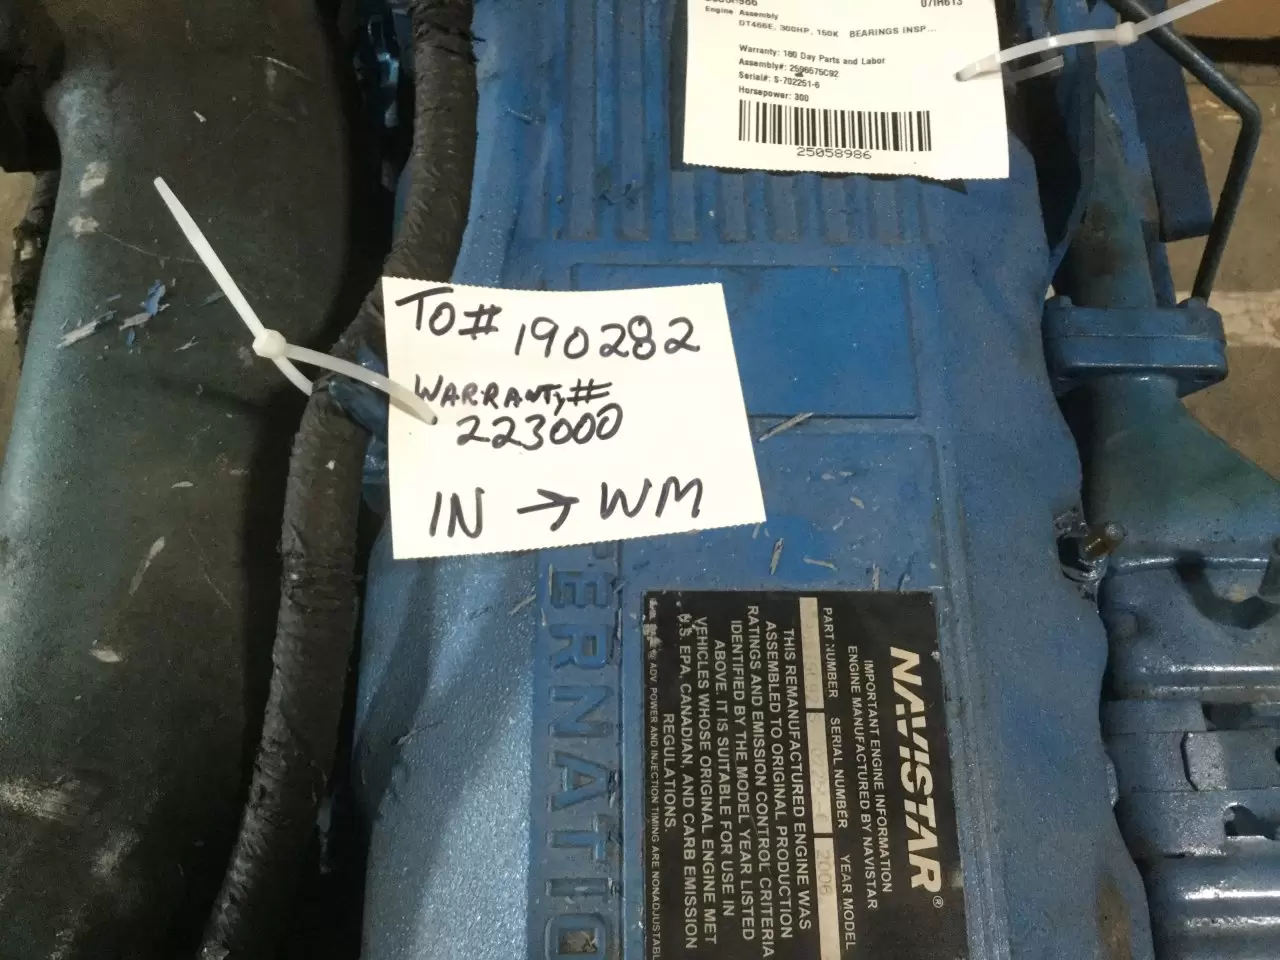 071H613
Engine Assembly
DT466E, 300HP, 150K BEARINGS INSP...
Warranty: 180 Day Parts and Labor
Assembly#: 2596675C92
Serial#: S-702251-6
Horsepower: 300
25058986
TO# 190282
WARRANTY#
223000
IN → WM
ERNATIO
NAVISTAR®
IMPORTANT ENGINE INFORMATION
ENGINE MANUFACTURED BY NAVISTAR
PART NUMBER SERIAL NUMBER YEAR MODEL
2006
THIS REMANUFACTURED ENGINE WAS
ASSEMBLED TO ORIGINAL PRODUCTION
RATINGS AND EMISSION CONTROL CRITERIA
IDENTIFIED BY THE MODEL YEAR LISTED
ABOVE. IT IS SUITABLE FOR USE IN
VEHICLES WHOSE ORIGINAL ENGINE MET
U.S. EPA, CANADIAN, AND CARB EMISSION
REGULATIONS.
ADV POWER AND INJECTION TIMING ARE NONADJUSTABL